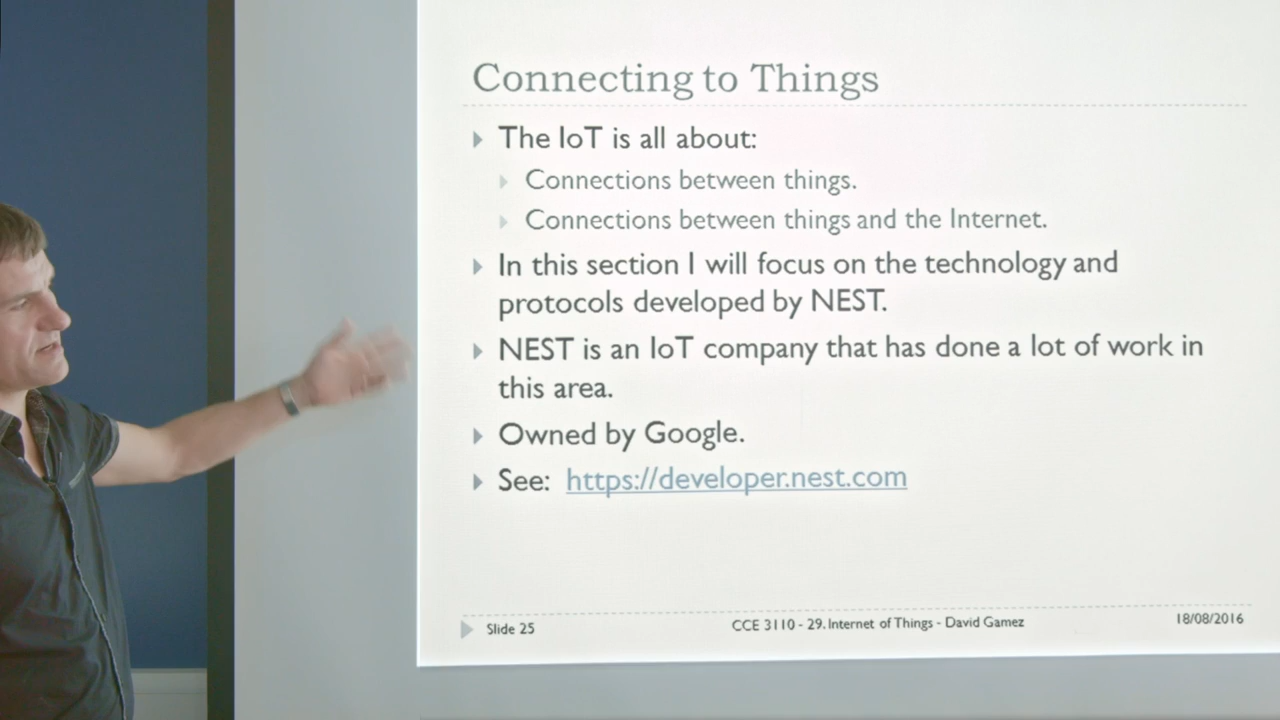 Connecting to Things
The IoT is all about:
Connections between things.
Connections between things and the Internet.
In this section I will focus on the technology and
protocols developed by NEST.
NEST is an IoT company that has done a lot of work in
this area.
Owned by Google.
See: https://developer.nest.com
Slide 25
CCE 3110 - 29. Internet of Things - David Gamez
18/08/2016